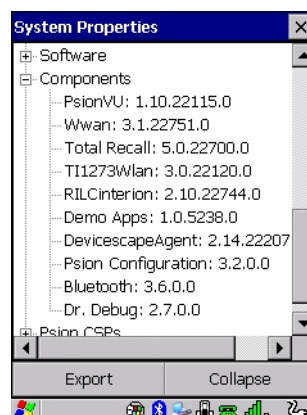 System Properties
Software
Components
PsionVU: 1.10.22115.0
Wwan: 3.1.22751.0
Total Recall: 5.0.22700.0
TI1273Wlan: 3.0.22120.0
RILCinterion: 2.10.22744.0
Demo Apps: 1.0.5238.0
DevicescapeAgent: 2.14.22207
Psion Configuration: 3.2.0.0
Bluetooth: 3.6.0.0
Dr. Debug: 2.7.0.0
Psion CSPs
Export Collapse